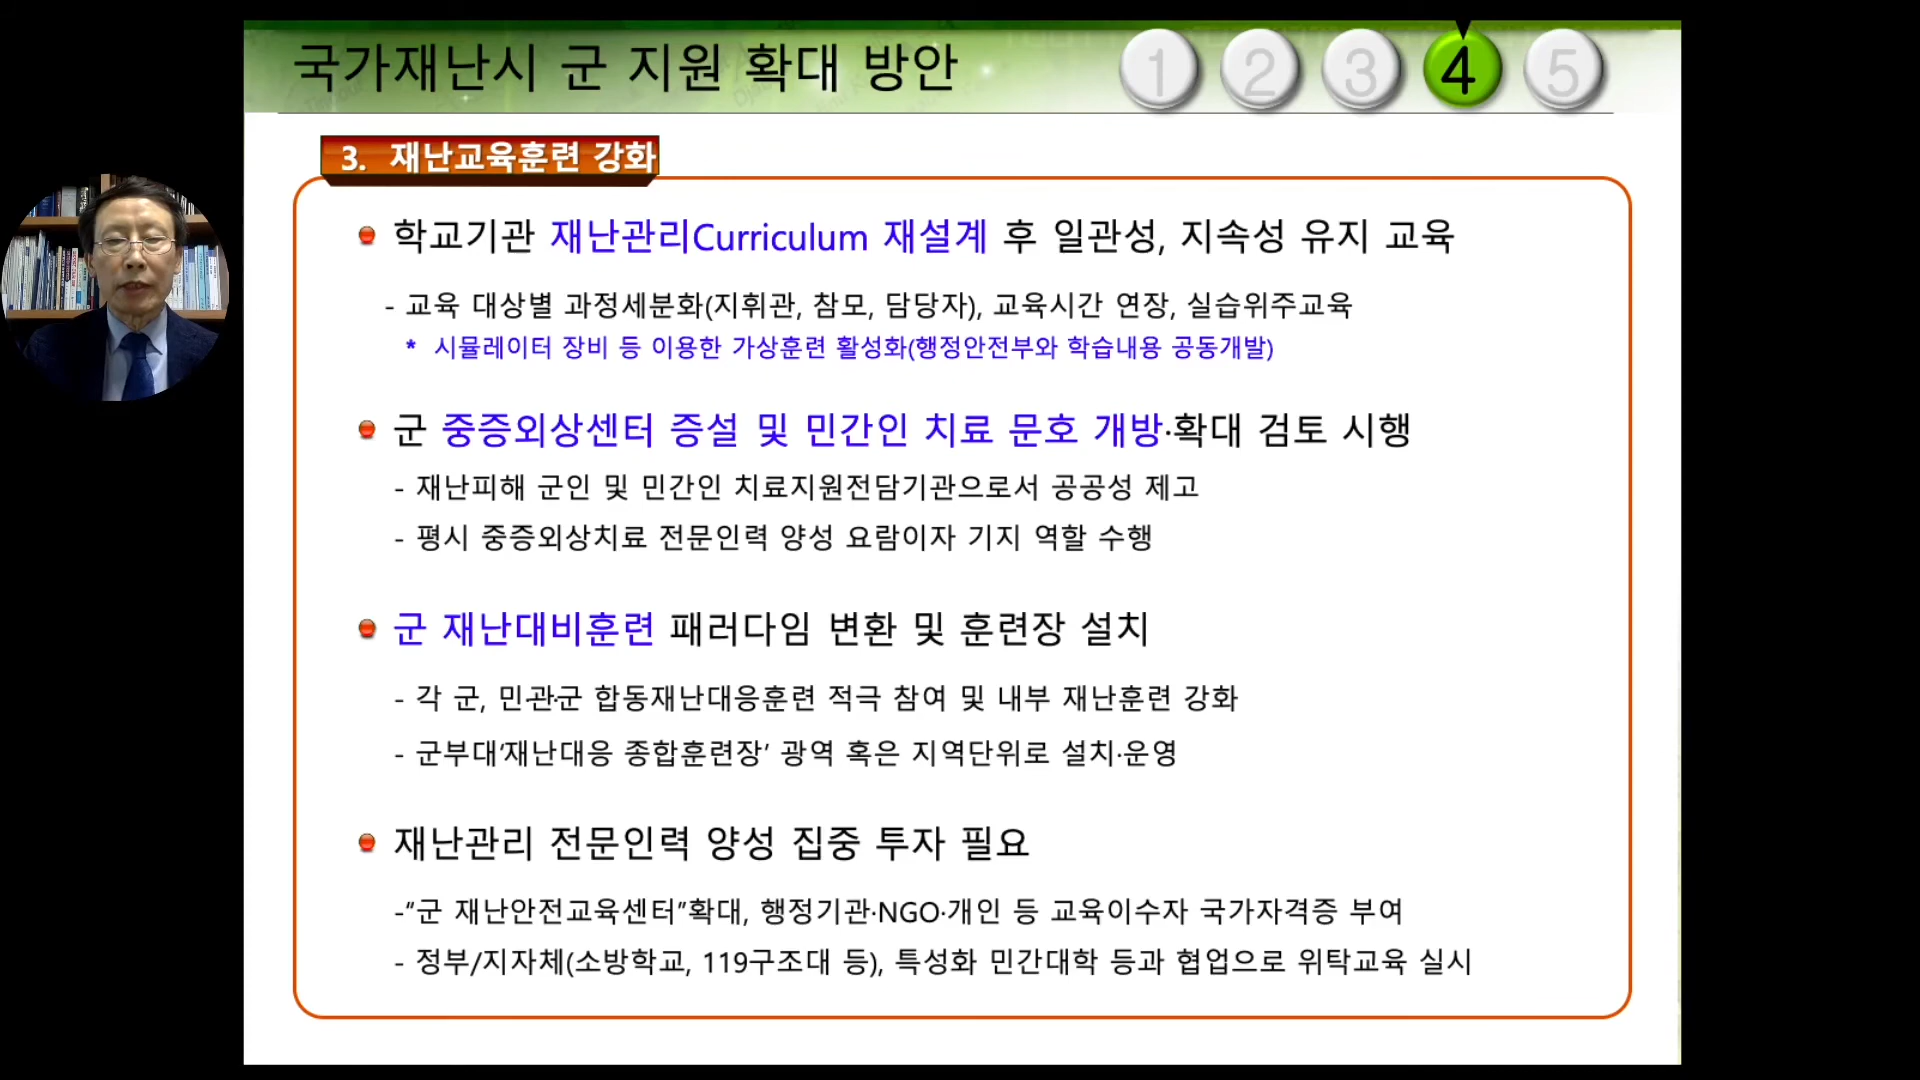 국가재난시 군 지원 확대 방안
1 2 3 4 5
3. 재난교육훈련 강화
학교기관 재난관리Curriculum 재설계 후 일관성, 지속성 유지 교육
- 교육 대상별 과정세분화(지휘관, 참모, 담당자), 교육시간 연장, 실습위주교육
* 시뮬레이터 장비 등 이용한 가상훈련 활성화(행정안전부와 학습내용 공동개발)
군 중증외상센터 증설 및 민간인 치료 문호 개방·확대 검토 시행
- 재난피해 군인 및 민간인 치료지원전담기관으로서 공공성 제고
- 평시 중증외상치료 전문인력 양성 요람이자 기지 역할 수행
군 재난대비훈련 패러다임 변환 및 훈련장 설치
- 각 군, 민·관·군 합동재난대응훈련 적극 참여 및 내부 재난훈련 강화
- 군부대‘재난대응 종합훈련장’ 광역 혹은 지역단위로 설치·운영
재난관리 전문인력 양성 집중 투자 필요
-“군 재난안전교육센터”확대, 행정기관·NGO·개인 등 교육이수자 국가자격증 부여
- 정부/지자체(소방학교, 119구조대 등), 특성화 민간대학 등과 협업으로 위탁교육 실시